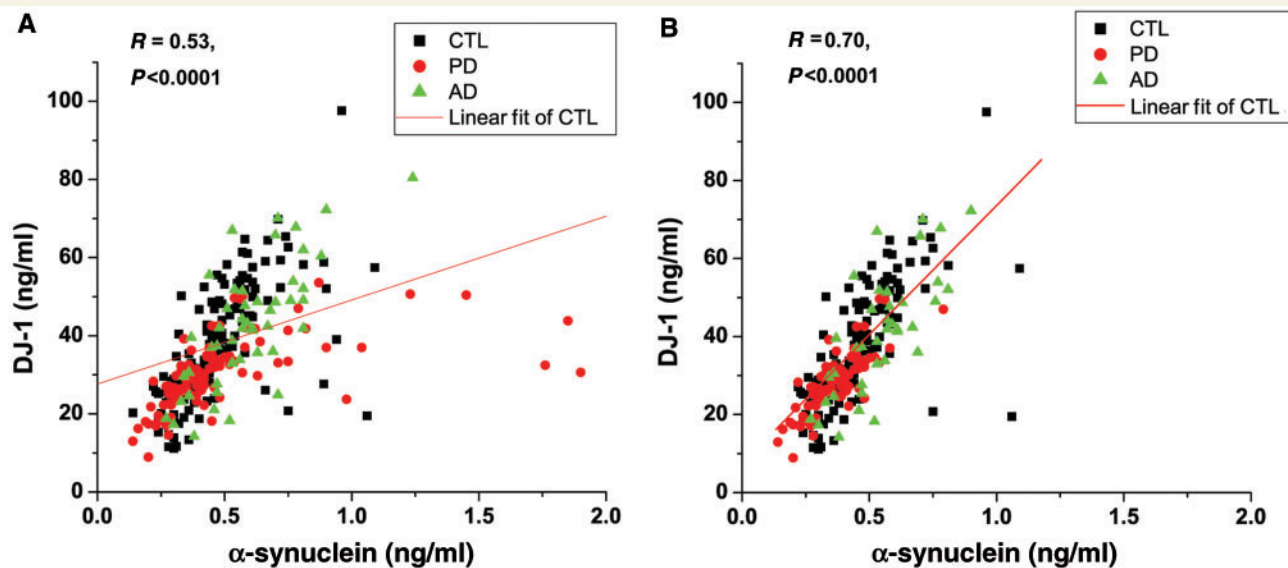 A
R = 0.53,
P<0.0001
CTL
PD
AD
Linear fit of CTL
100
80
60
40
20
0
DJ-1 (ng/ml)
0.0 0.5 1.0 1.5 2.0
α-synuclein (ng/ml)
B
R = 0.70,
P<0.0001
CTL
PD
AD
Linear fit of CTL
100
80
60
40
20
0
DJ-1 (ng/ml)
0.0 0.5 1.0 1.5 2.0
α-synuclein (ng/ml)